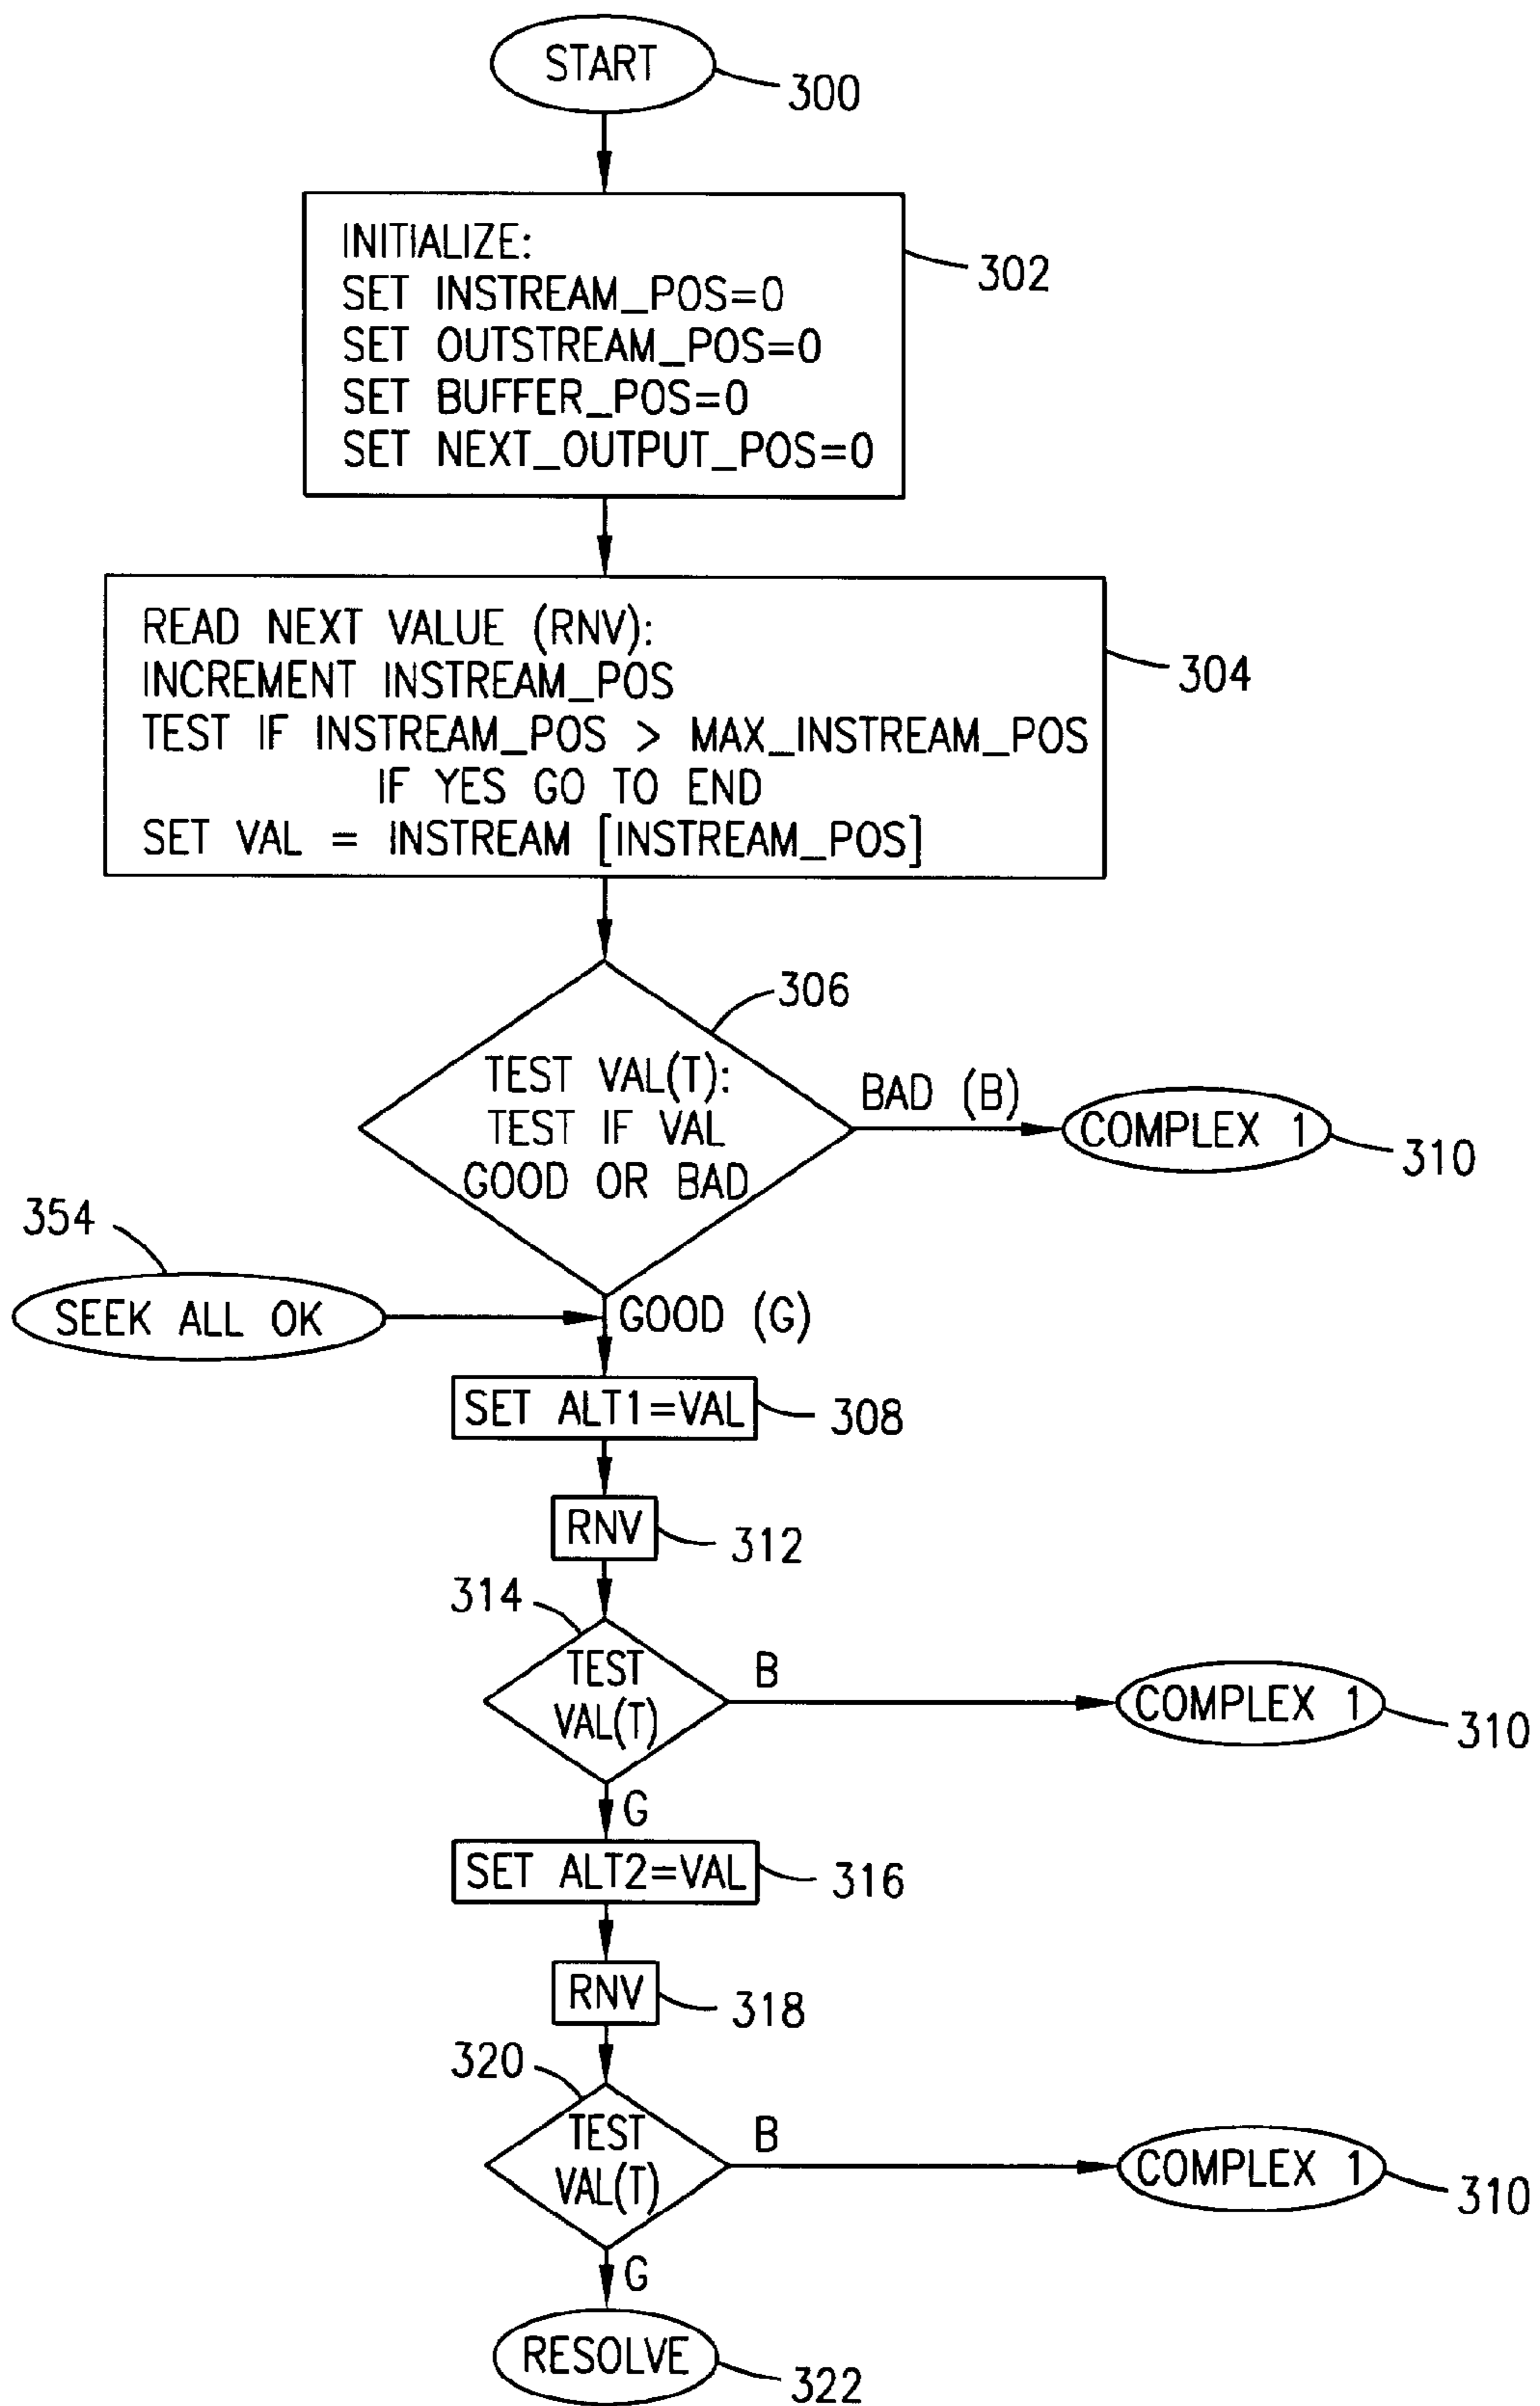 START
300
INITIALIZE:
SET INSTREAM_POS=0
SET OUTSTREAM_POS=0
SET BUFFER_POS=0
SET NEXT_OUTPUT_POS=0
302
READ NEXT VALUE (RNV):
INCREMENT INSTREAM_POS
TEST IF INSTREAM_POS > MAX_INSTREAM_POS
IF YES GO TO END
SET VAL = INSTREAM [INSTREAM_POS]
304
306
TEST VAL(T):
TEST IF VAL
GOOD OR BAD
BAD (B)
COMPLEX 1
310
354
SEEK ALL OK
GOOD (G)
SET ALT1=VAL
308
RNV
312
314
TEST
VAL(T)
B
COMPLEX 1
310
G
SET ALT2=VAL
316
RNV
318
320
TEST
VAL(T)
B
COMPLEX 1
310
G
RESOLVE
322